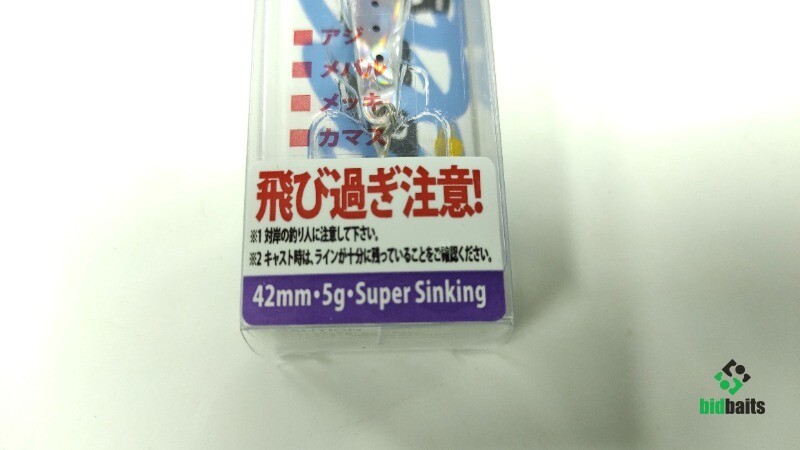 ■アジ
■メバル
■メッキ
■カマス
飛び過ぎ注意!
※1 対岸の釣り人に注意して下さい。
※2 キャスト時は、ラインが十分に残っていることをご確認ください。
42mm・5g・Super Sinking
bidbaits